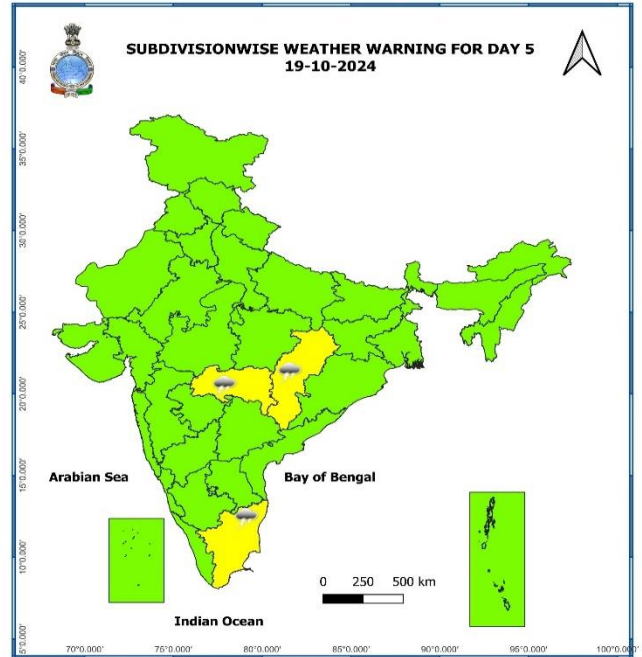 SUBDIVISIONWISE WEATHER WARNING FOR DAY 5
19-10-2024
40°0.000'
35°0.000'
30°0.000'
25°0.000'
20°0.000'
15°0.000'
10°0.000'
5°0.000'
Arabian Sea
Bay of Bengal
0 250 500 km
Indian Ocean
70°0.000' 75°0.000' 80°0.000' 85°0.000' 90°0.000' 95°0.000' 100°0.000'